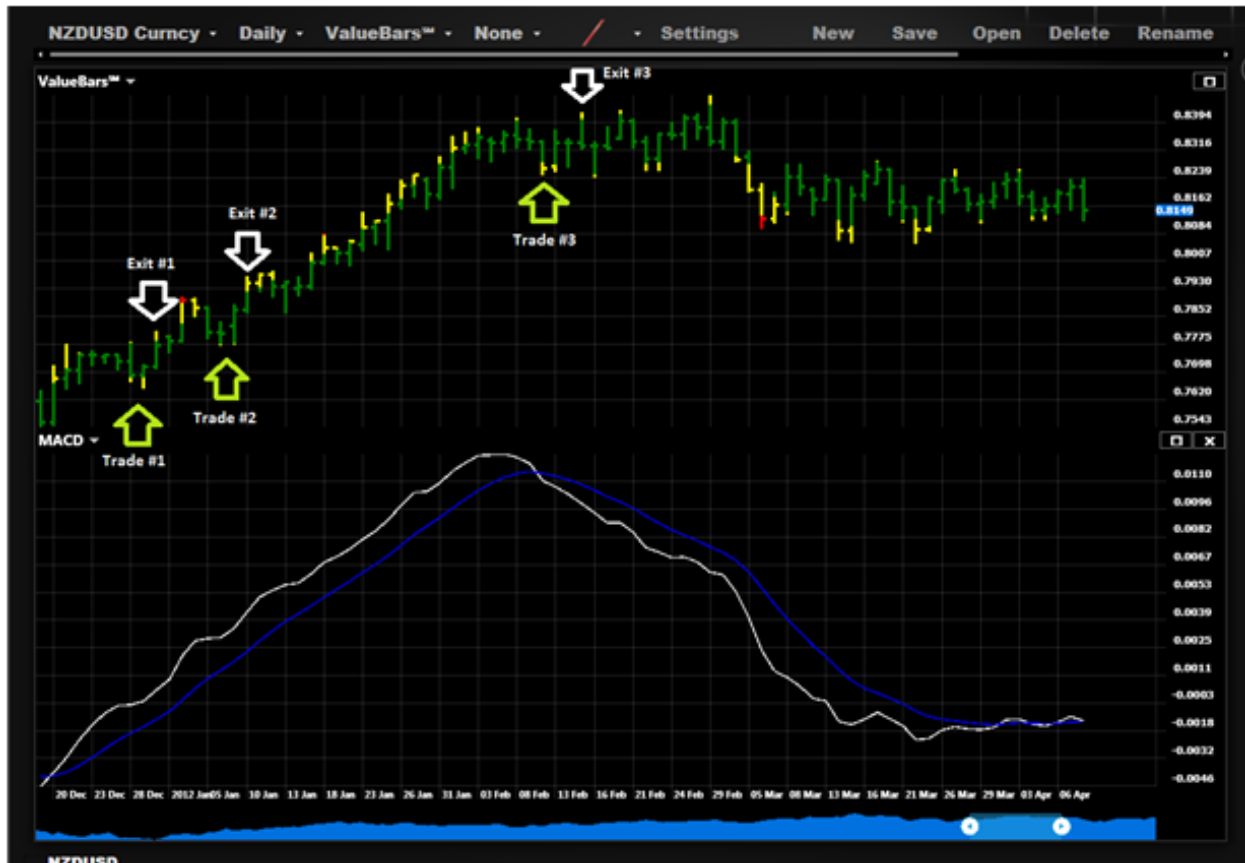 NZDUSD Curncy Daily ValueBars℠ None Settings New Save Open Delete Rename
ValueBars℠
Exit #3
0.8394
0.8316
0.8239
Exit #2
0.8162
0.8149
Trade #3
0.8084
Exit #1
0.8007
0.7930
0.7852
0.7775
0.7698
0.7620
Trade #2
0.7543
MACD
Trade #1
0.0110
0.0096
0.0082
0.0067
0.0053
0.0039
0.0025
0.0011
-0.0003
-0.0018
-0.0032
-0.0046
20 Dec 23 Dec 28 Dec 2012 Jan 05 Jan 10 Jan 13 Jan 18 Jan 23 Jan 26 Jan 31 Jan 03 Feb 08 Feb 13 Feb 16 Feb 21 Feb 24 Feb 29 Feb 05 Mar 08 Mar 13 Mar 16 Mar 21 Mar 26 Mar 29 Mar 03 Apr 06 Apr
NZDUSD